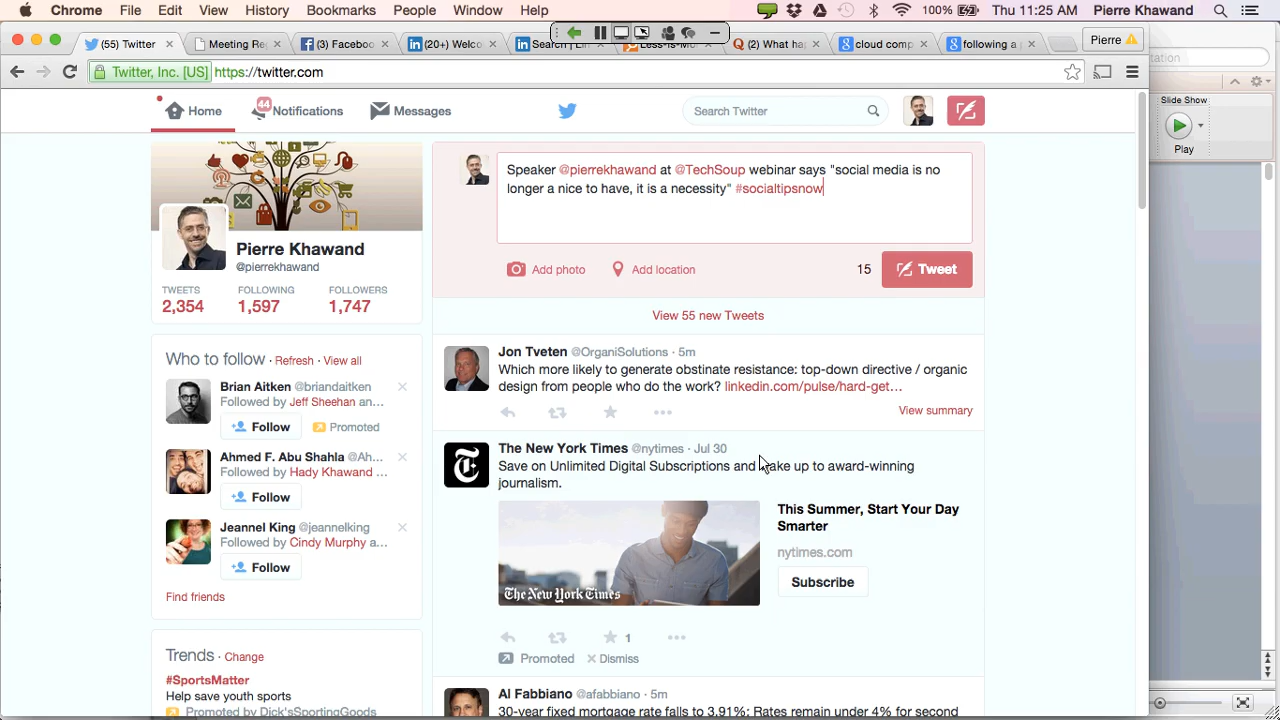 Chrome File Edit View History Bookmarks People Window Help 100% Thu 11:25 AM Pierre Khawand
(55) Twitter
Meeting Re
(3) Faceboo
(20+) Welco
Search | Lin
Less-Is-Mo
(2) What ha
cloud comp
following a
Pierre
Twitter, Inc. [US] https://twitter.com
Home
44
Notifications
Messages
Search Twitter
Slide Show
Play
Speaker @pierrekhawand at @TechSoup webinar says "social media is no
longer a nice to have, it is a necessity" #socialtipsnow
Add photo
Add location
15
Tweet
Pierre Khawand
@pierrekhawand
TWEETS FOLLOWING FOLLOWERS
2,354 1,597 1,747
View 55 new Tweets
Who to follow · Refresh · View all
Brian Aitken @briandaitken
Followed by Jeff Sheehan an...
Follow
Promoted
Ahmed F. Abu Shahla @Ah...
Followed by Hady Khawand ...
Follow
Jeannel King @jeannelking
Followed by Cindy Murphy a...
Follow
Find friends
Trends · Change
#SportsMatter
Help save youth sports
Promoted by Dick'sSportingGoods
Jon Tveten @OrganiSolutions · 5m
Which more likely to generate obstinate resistance: top-down directive / organic
design from people who do the work? linkedin.com/pulse/hard-get...
View summary
The New York Times @nytimes · Jul 30
Save on Unlimited Digital Subscriptions and wake up to award-winning
journalism.
The New York Times
This Summer, Start Your Day
Smarter
nytimes.com
Subscribe
1
Promoted
Dismiss
Al Fabbiano @afabbiano · 5m
30-year fixed mortgage rate falls to 3.91%: Rates remain under 4% for second